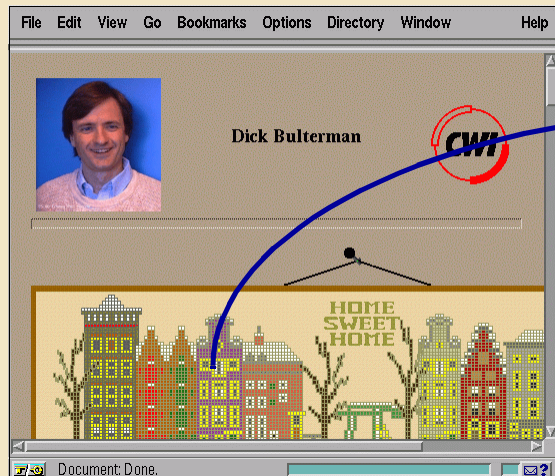 File Edit View Go Bookmarks Options Directory Window Help
Dick Bulterman
CWI
HOME
SWEET
HOME
Document: Done.
?